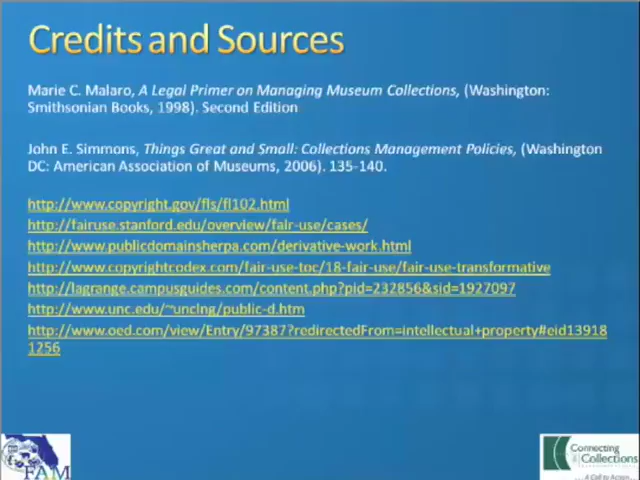 Credits and Sources
Marie C. Malaro, A Legal Primer on Managing Museum Collections, (Washington:
Smithsonian Books, 1998). Second Edition
John E. Simmons, Things Great and Small: Collections Management Policies, (Washington
DC: American Association of Museums, 2006). 135-140.
http://www.copyright.gov/fls/fl102.html
http://fairuse.stanford.edu/overview/fair-use/cases/
http://www.publicdomainsherpa.com/derivative-work.html
http://www.copyrightcodex.com/fair-use-toc/18-fair-use/fair-use-transformative
http://lagrange.campusguides.com/content.php?pid=232856&sid=1927097
http://www.unc.edu/~unclng/public-d.htm
http://www.oed.com/view/Entry/97387?redirectedFrom=intellectual+property#eid13918
1256
FAM
Connecting
to Collections
A Call to Action